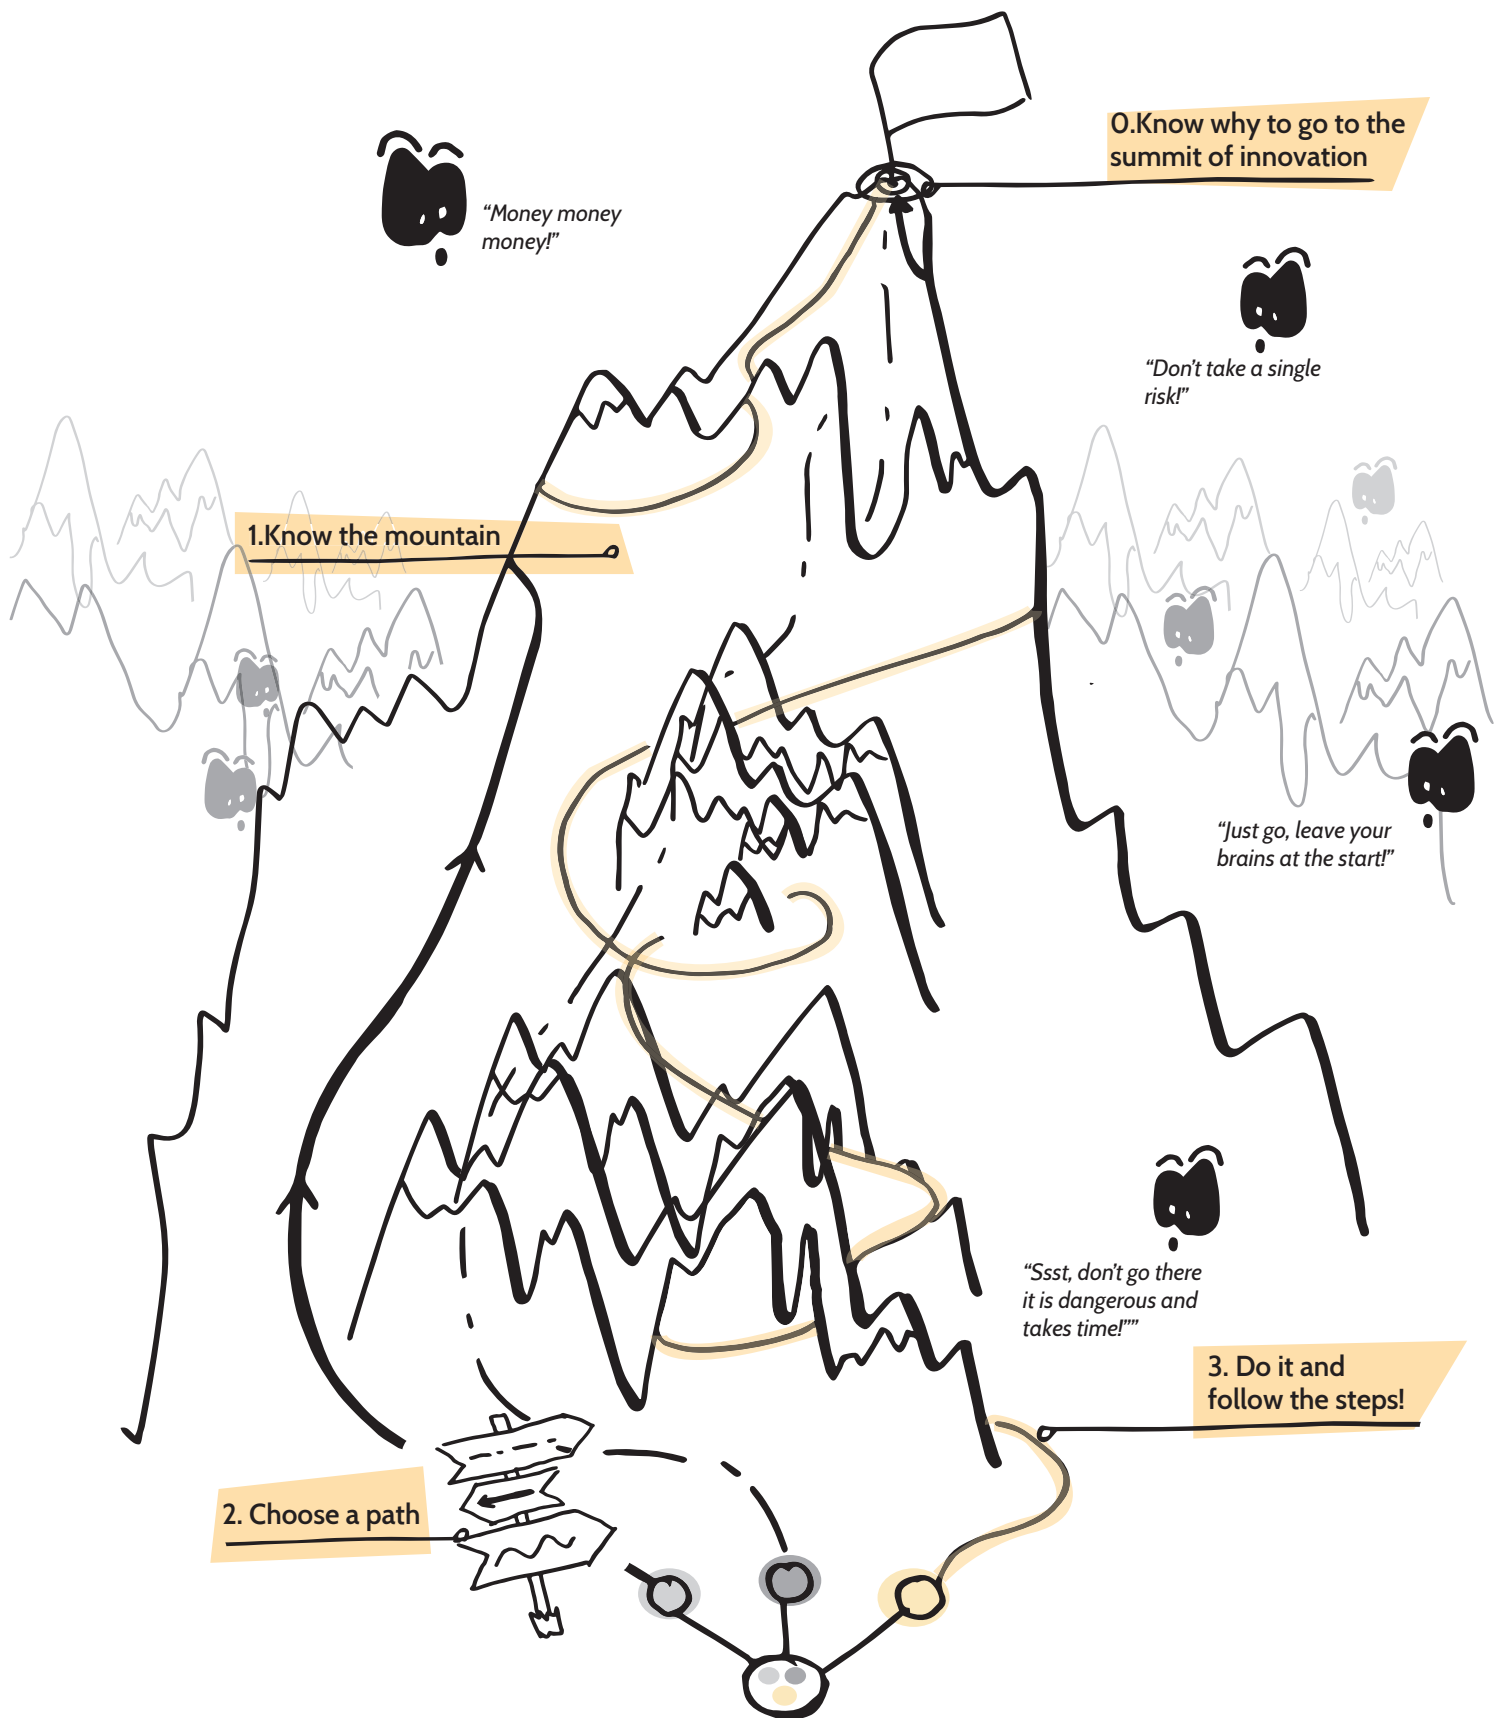 0.Know why to go to the
summit of innovation
“Money money
money!”
“Don’t take a single
risk!”
1.Know the mountain
“Just go, leave your
brains at the start!”
“Ssst, don’t go there
it is dangerous and
takes time!””
3. Do it and
follow the steps!
2. Choose a path